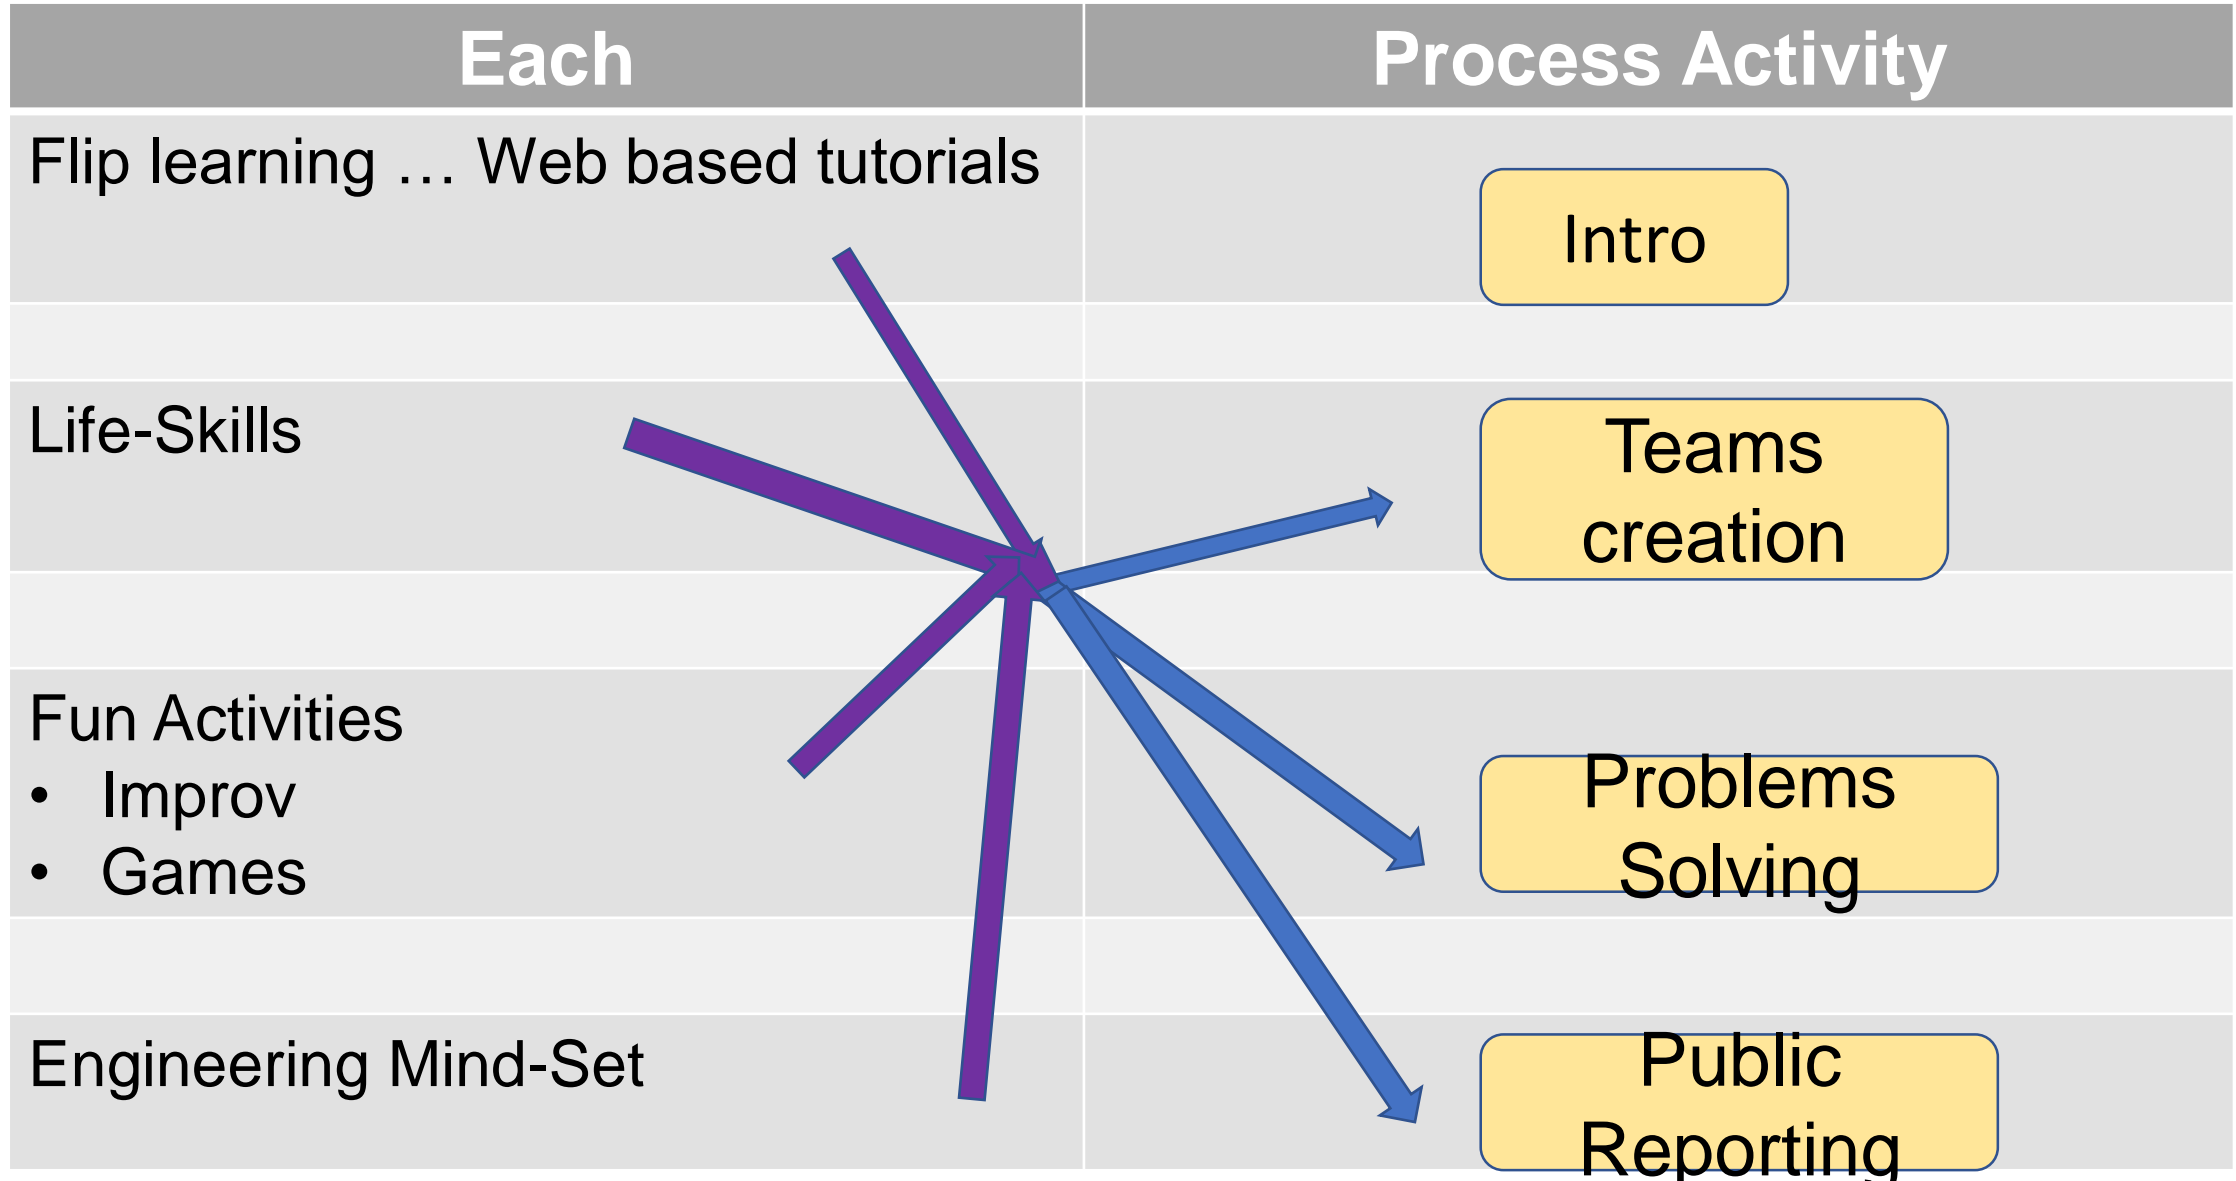 Each
Process Activity
Flip learning … Web based tutorials
Intro
Life-Skills
Teams
creation
Fun Activities
• Improv
• Games
Problems
Solving
Engineering Mind-Set
Public
Reporting